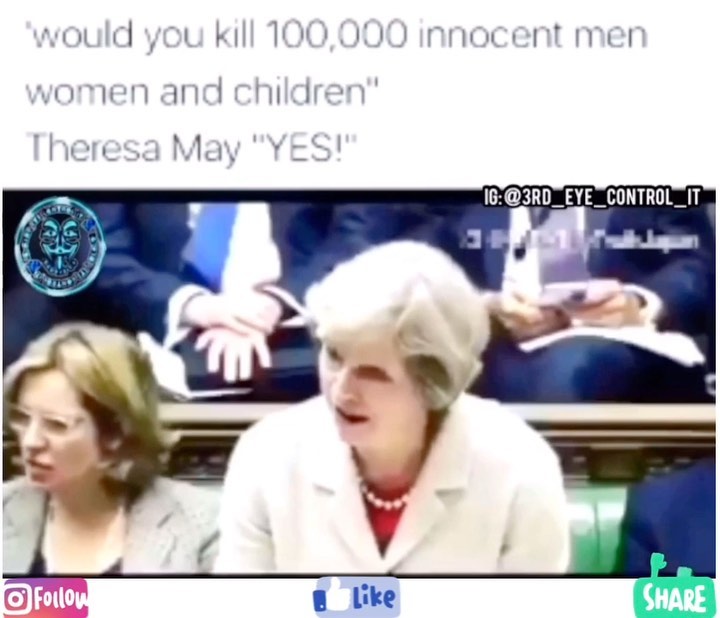 'would you kill 100,000 innocent men
women and children"
Theresa May "YES!"
IG:@3RD_EYE_CONTROL_IT
Follow
Like
SHARE